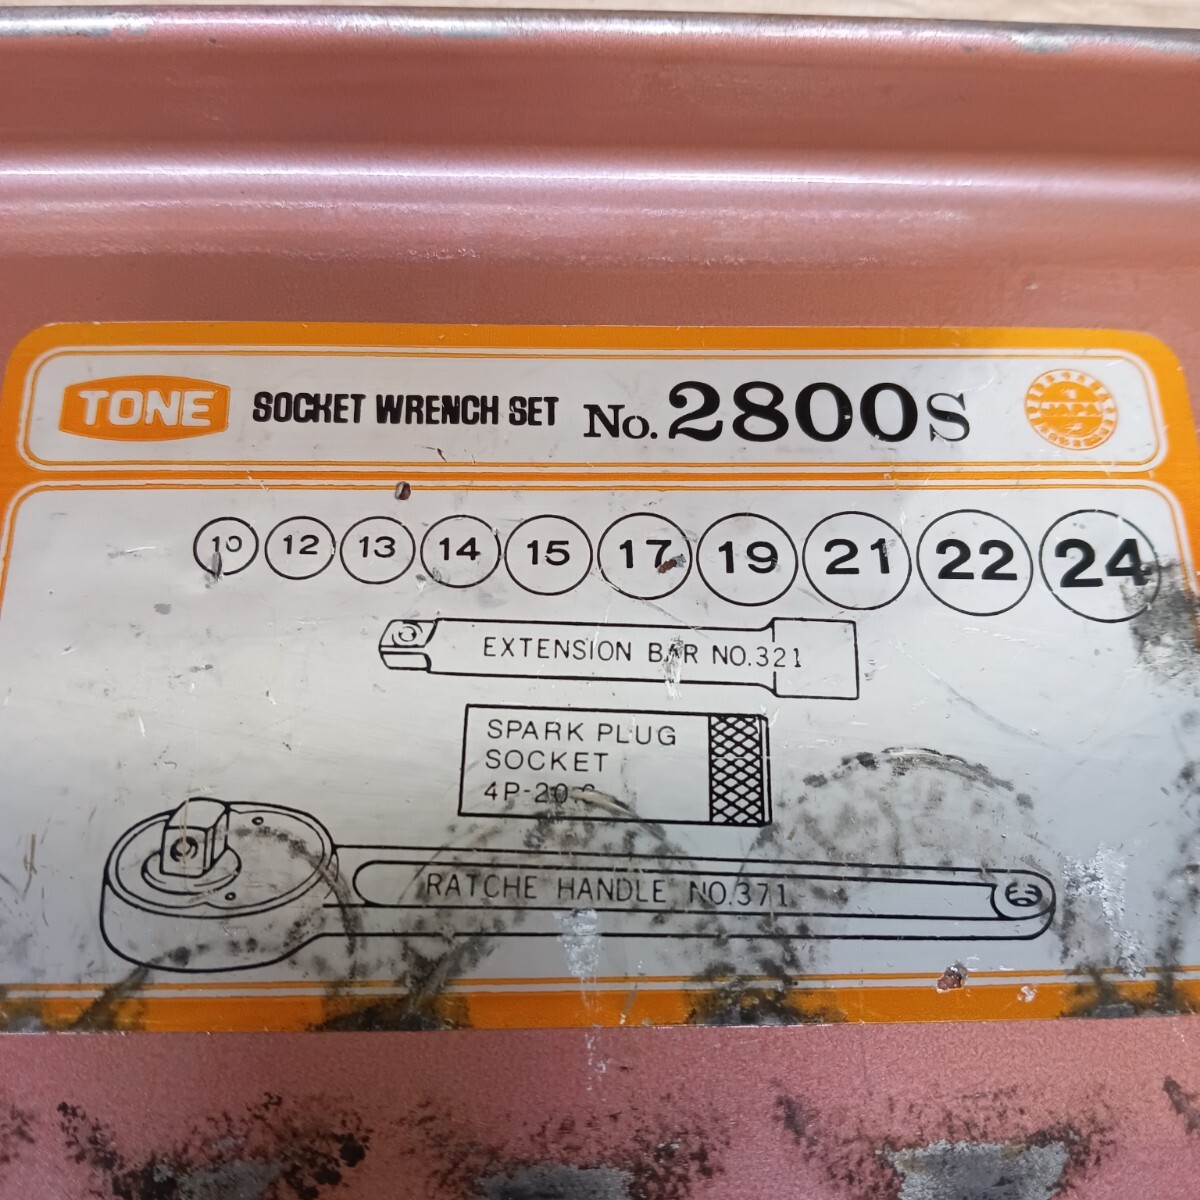 TONE SOCKET WRENCH SET No. 2800S
10 12 13 14 15 17 19 21 22 24
EXTENSION BAR NO.321
SPARK PLUG
SOCKET
RATCHE HANDLE NO.371